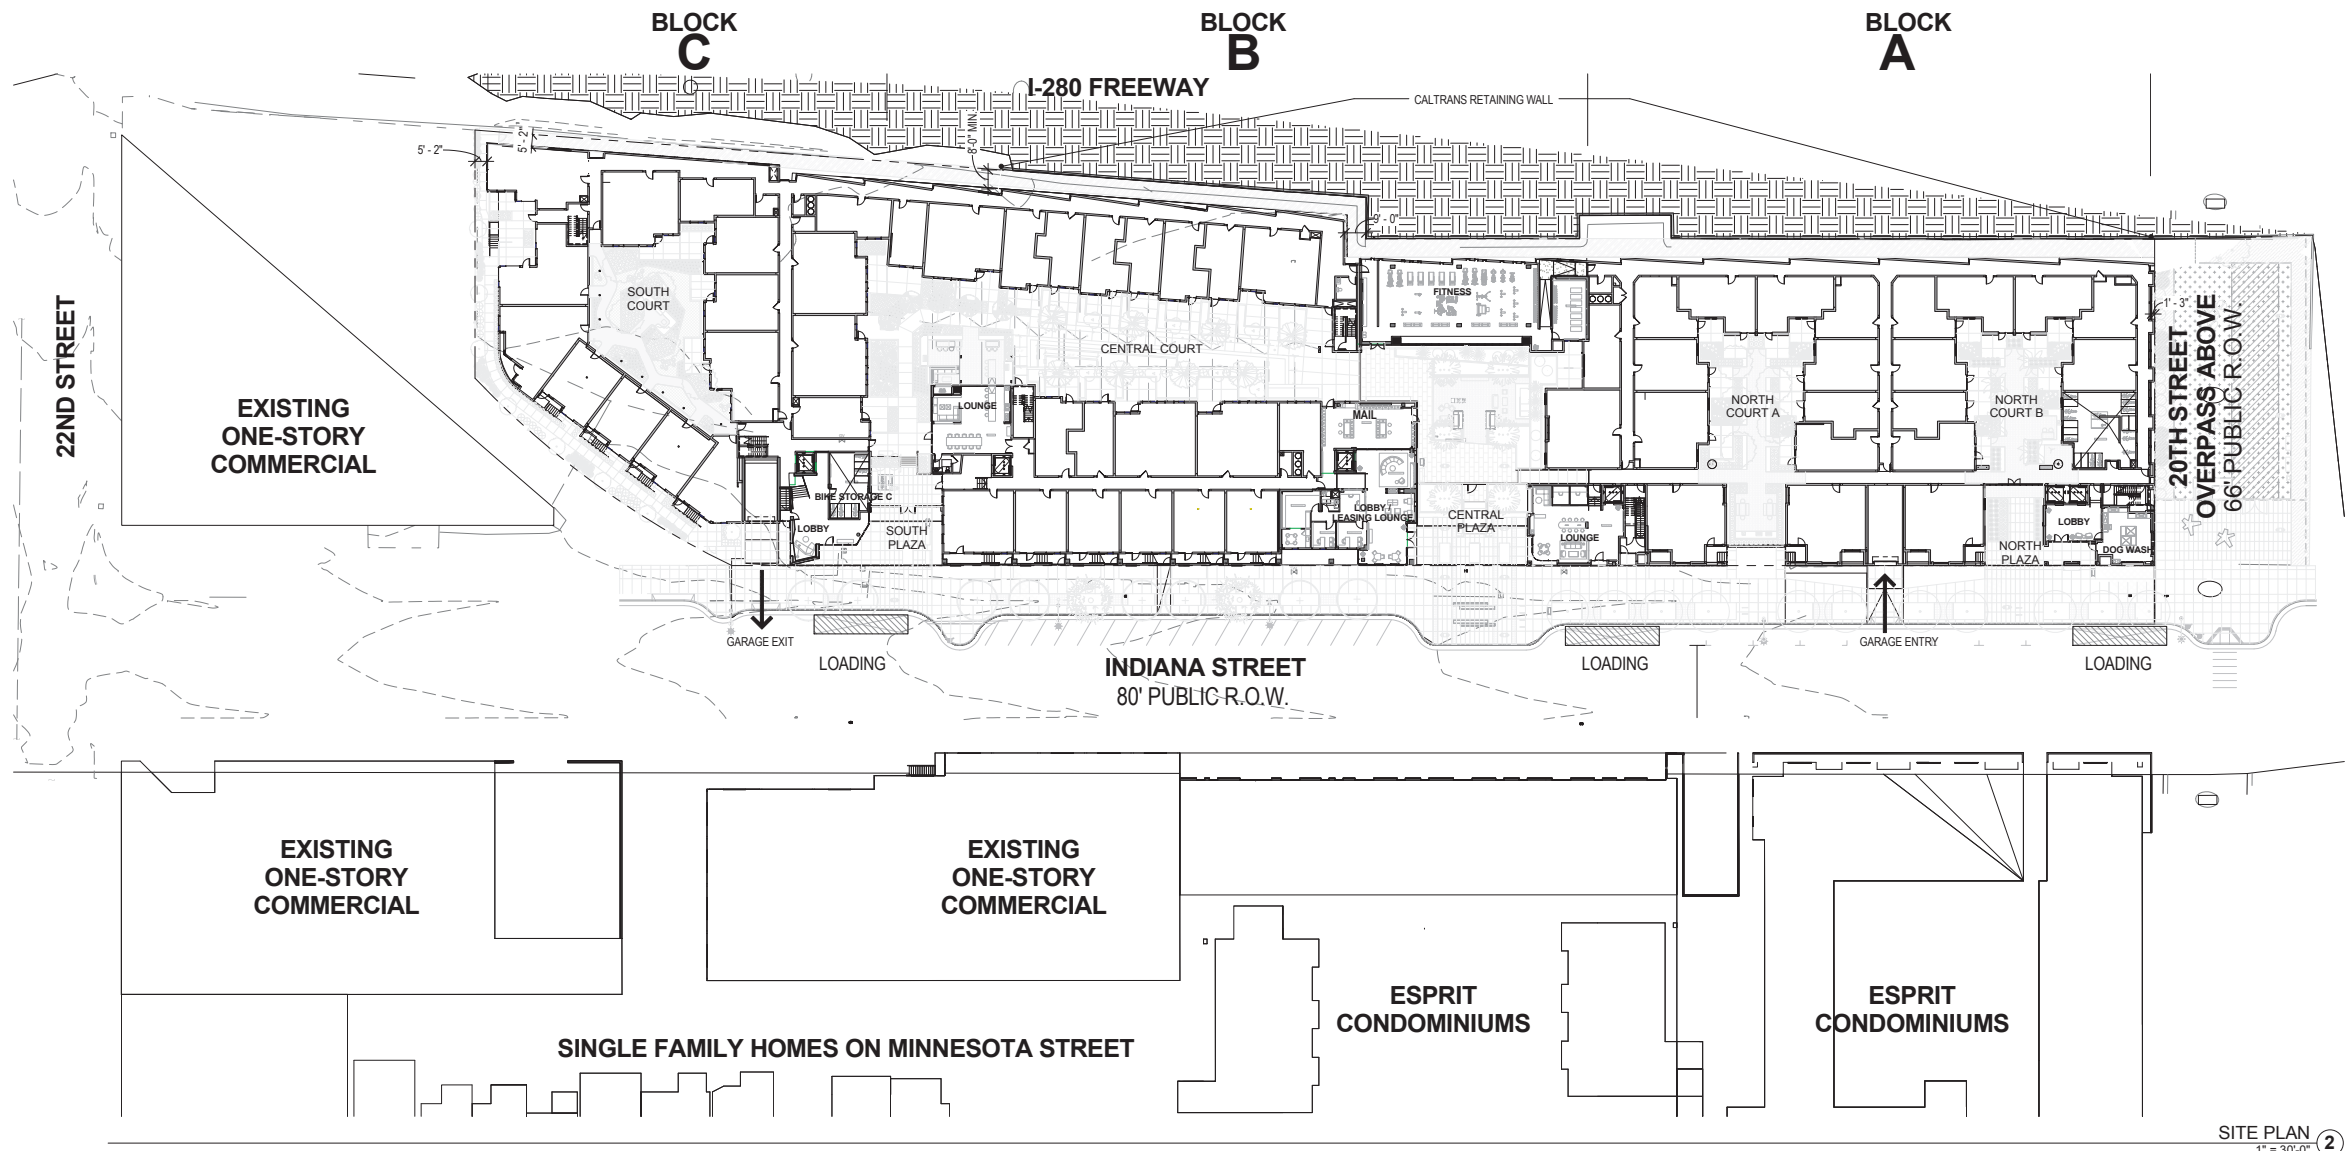 BLOCK
C
BLOCK
B
BLOCK
A
I-280 FREEWAY
CALTRANS RETAINING WALL
5' - 2"
5' - 2"
8'-0" MIN.
9' - 0"
1' - 3"
22ND STREET
EXISTING
ONE-STORY
COMMERCIAL
SOUTH
COURT
CENTRAL COURT
FITNESS
NORTH
COURT A
NORTH
COURT B
20TH STREET
OVERPASS ABOVE
66' PUBLIC R.O.W.
LOUNGE
MAIL
BIKE STORAGE C
LOBBY
SOUTH
PLAZA
LOBBY /
LEASING LOUNGE
CENTRAL
PLAZA
LOUNGE
NORTH
PLAZA
LOBBY
DOG WASH
GARAGE EXIT
LOADING
INDIANA STREET
80' PUBLIC R.O.W.
LOADING
GARAGE ENTRY
LOADING
EXISTING
ONE-STORY
COMMERCIAL
EXISTING
ONE-STORY
COMMERCIAL
ESPRIT
CONDOMINIUMS
ESPRIT
CONDOMINIUMS
SINGLE FAMILY HOMES ON MINNESOTA STREET
SITE PLAN
1" = 30'-0"
2